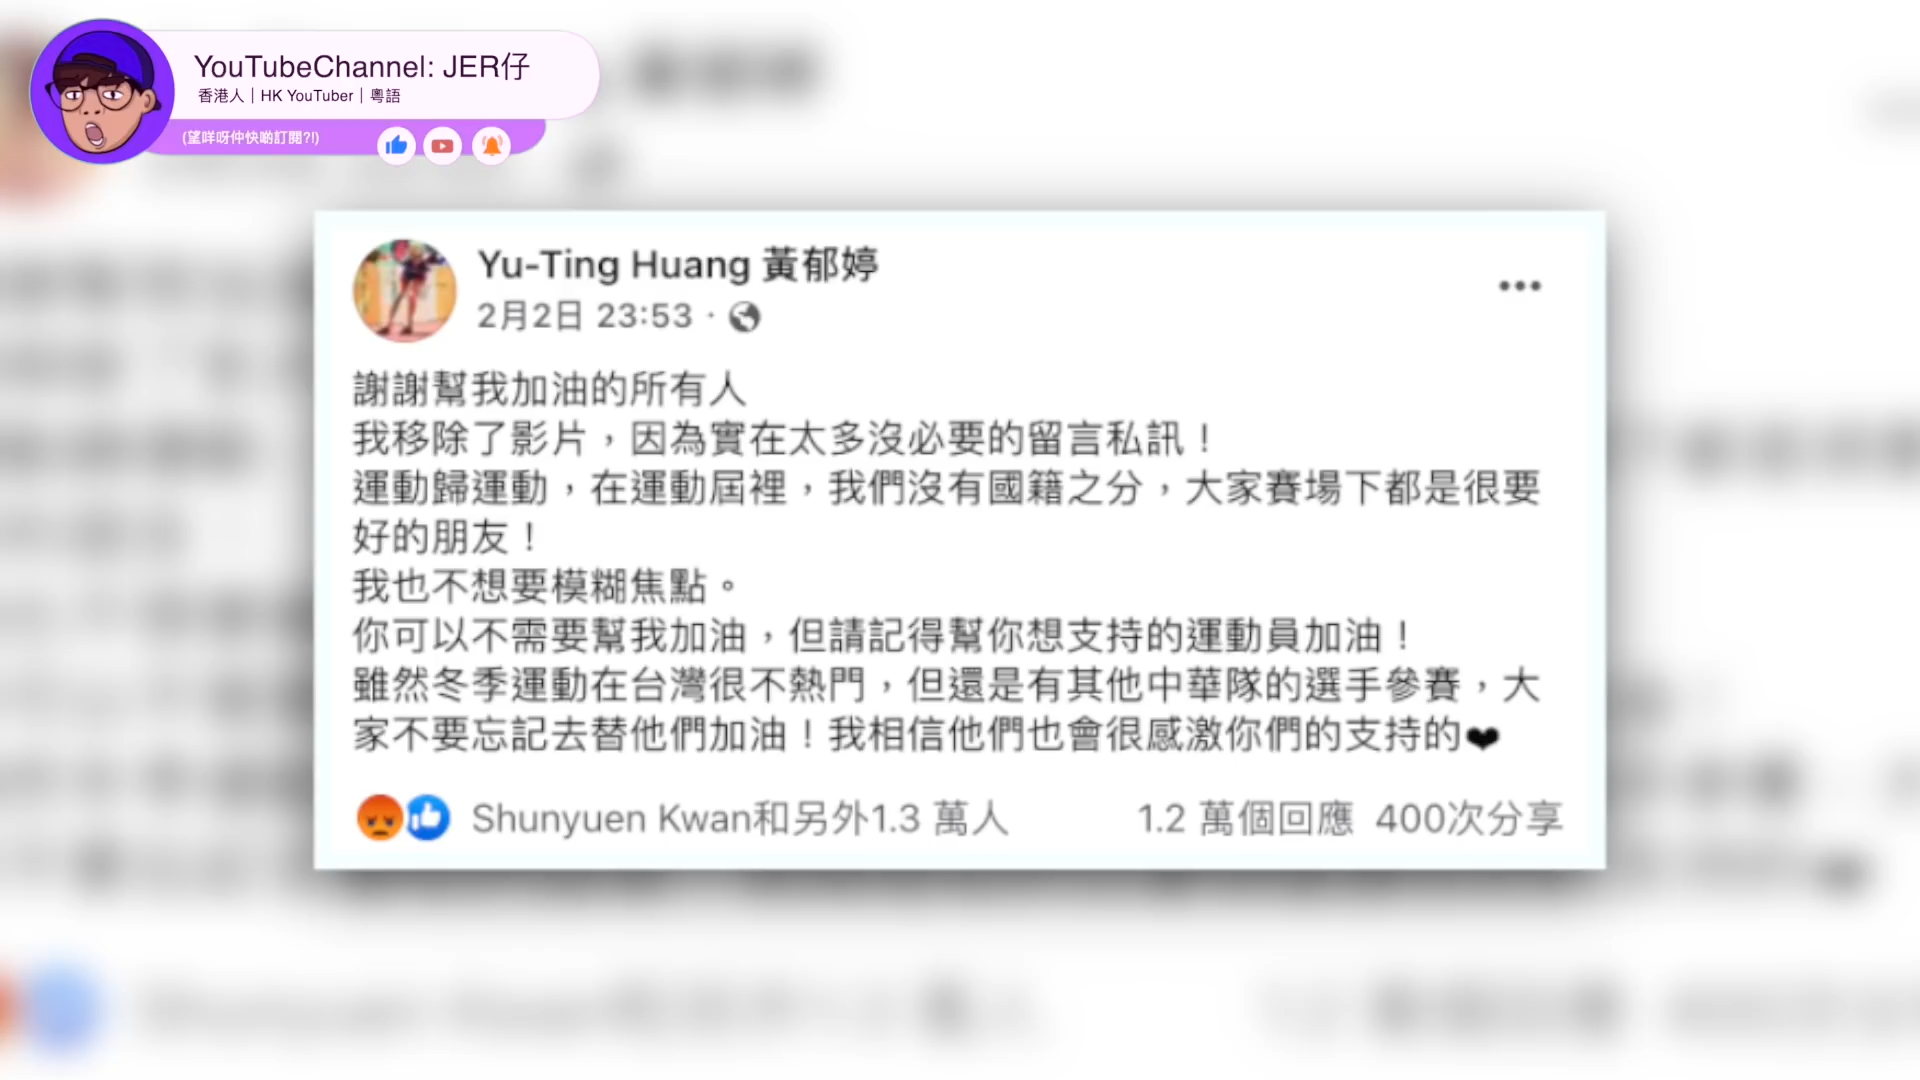 YouTubeChannel: JER仔
香港人｜HK YouTuber｜粵語
(望咩呀仲快啲訂閱?!)
Yu-Ting Huang 黃郁婷
2月2日 23:53 ·
謝謝幫我加油的所有人
我移除了影片，因為實在太多沒必要的留言私訊！
運動歸運動，在運動屆裡，我們沒有國籍之分，大家賽場下都是很要
好的朋友！
我也不想要模糊焦點。
你可以不需要幫我加油，但請記得幫你想支持的運動員加油！
雖然冬季運動在台灣很不熱門，但還是有其他中華隊的選手參賽，大
家不要忘記去替他們加油！我相信他們也會很感激你們的支持的❤
Shunyuen Kwan和另外1.3 萬人 1.2 萬個回應 400次分享